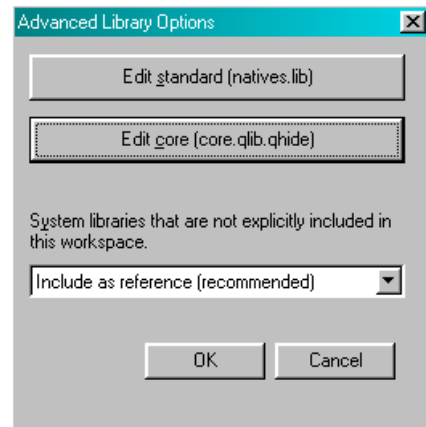 Advanced Library Options
Edit standard (natives.lib)
Edit core (core.qlib.qhide)
System libraries that are not explicitly included in
this workspace.
Include as reference (recommended)
OK
Cancel